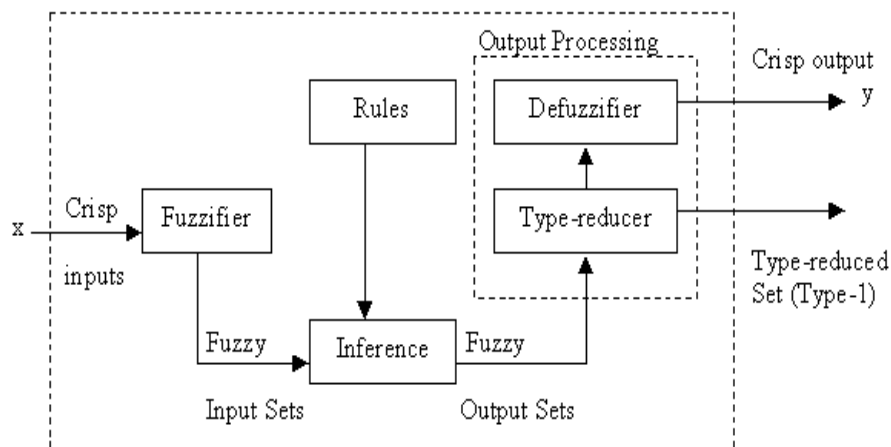 Output Processing
Crisp output
y
Rules
Defuzzifier
x
Crisp
inputs
Fuzzifier
Type-reducer
Type-reduced
Set (Type-1)
Fuzzy
Input Sets
Inference
Fuzzy
Output Sets